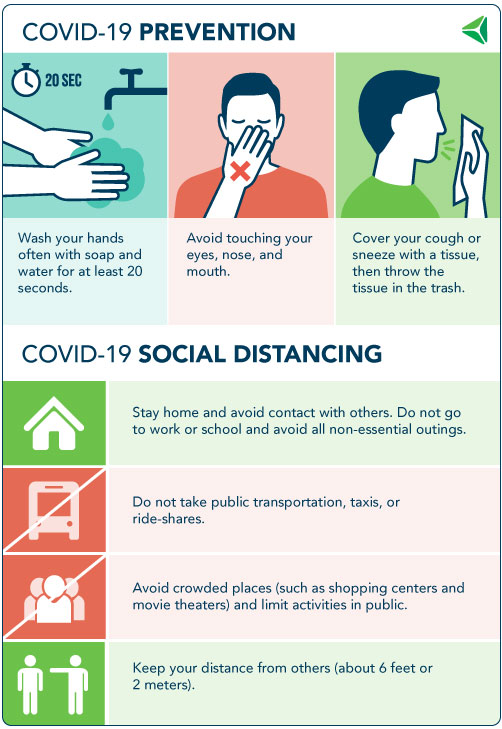 COVID-19 PREVENTION
20 SEC
Wash your hands
often with soap and
water for at least 20
seconds.
Avoid touching your
eyes, nose, and
mouth.
Cover your cough or
sneeze with a tissue,
then throw the
tissue in the trash.
COVID-19 SOCIAL DISTANCING
Stay home and avoid contact with others. Do not go
to work or school and avoid all non-essential outings.
Do not take public transportation, taxis, or
ride-shares.
Avoid crowded places (such as shopping centers and
movie theaters) and limit activities in public.
Keep your distance from others (about 6 feet or
2 meters).